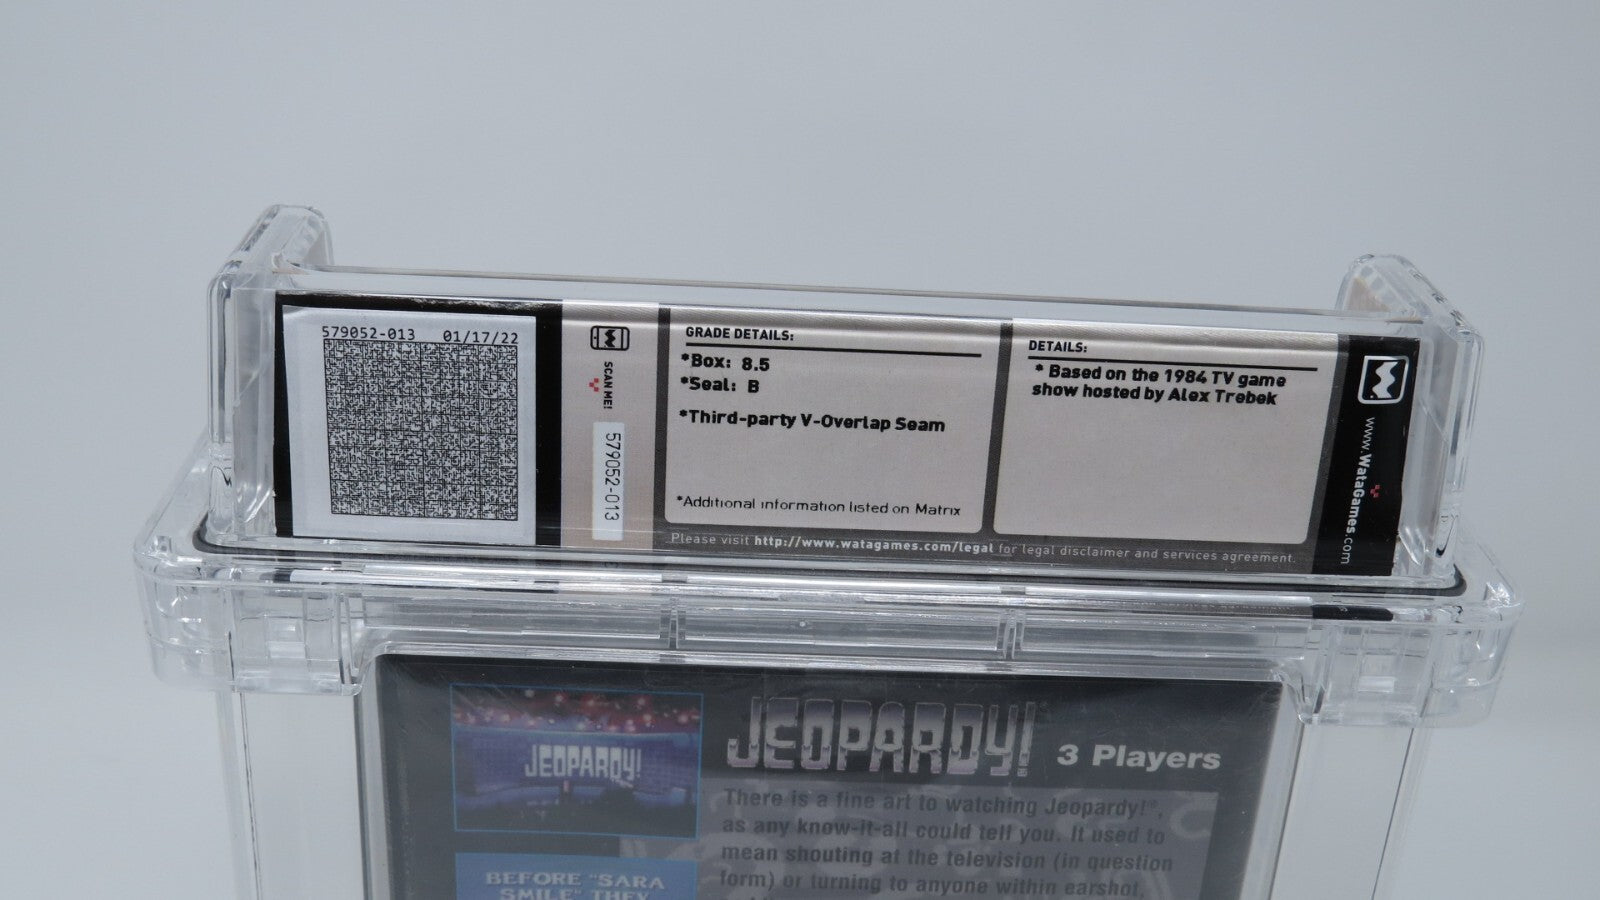 579052-013 01/17/22
SCAN ME!
579052-013
GRADE DETAILS:
*Box: 8.5
*Seal: B
*Third-party V-Overlap Seam
*Additional information listed on Matrix
DETAILS:
* Based on the 1984 TV game
show hosted by Alex Trebek
www.WataGames.com
Please visit http://www.watagames.com/legal for legal disclaimer and services agreement.
JEOPARDY!
JEOPARDY! 3 Players
There is a fine art to watching Jeopardy!®,
as any know-it-all could tell you. It used to
mean shouting at the television (in question
form) or turning to anyone within earshot,
BEFORE "SARA
SMILE" THEY